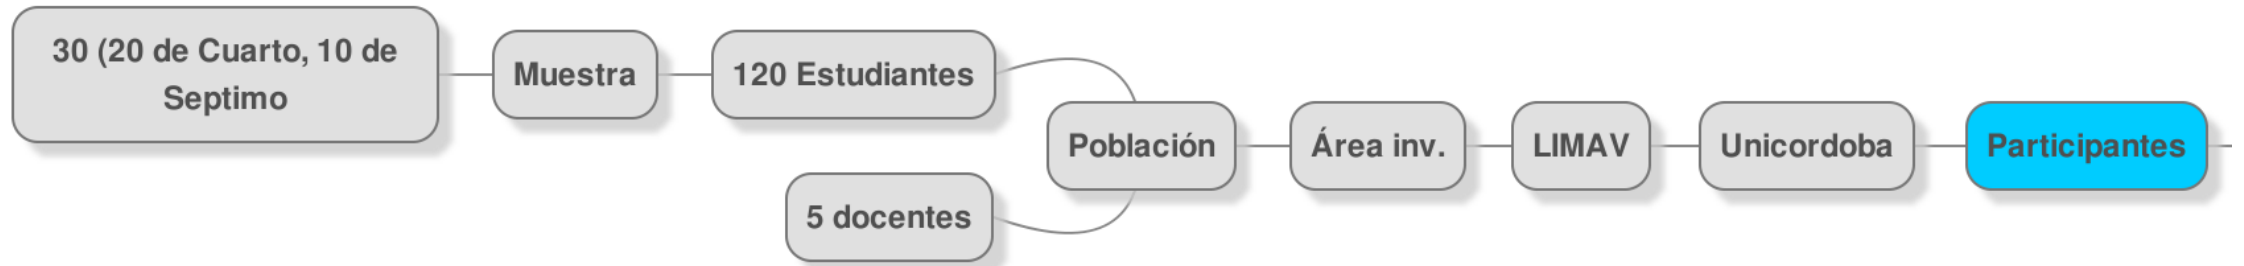 30 (20 de Cuarto, 10 de
Septimo
Muestra
120 Estudiantes
5 docentes
Población
Área inv.
LIMAV
Unicordoba
Participantes